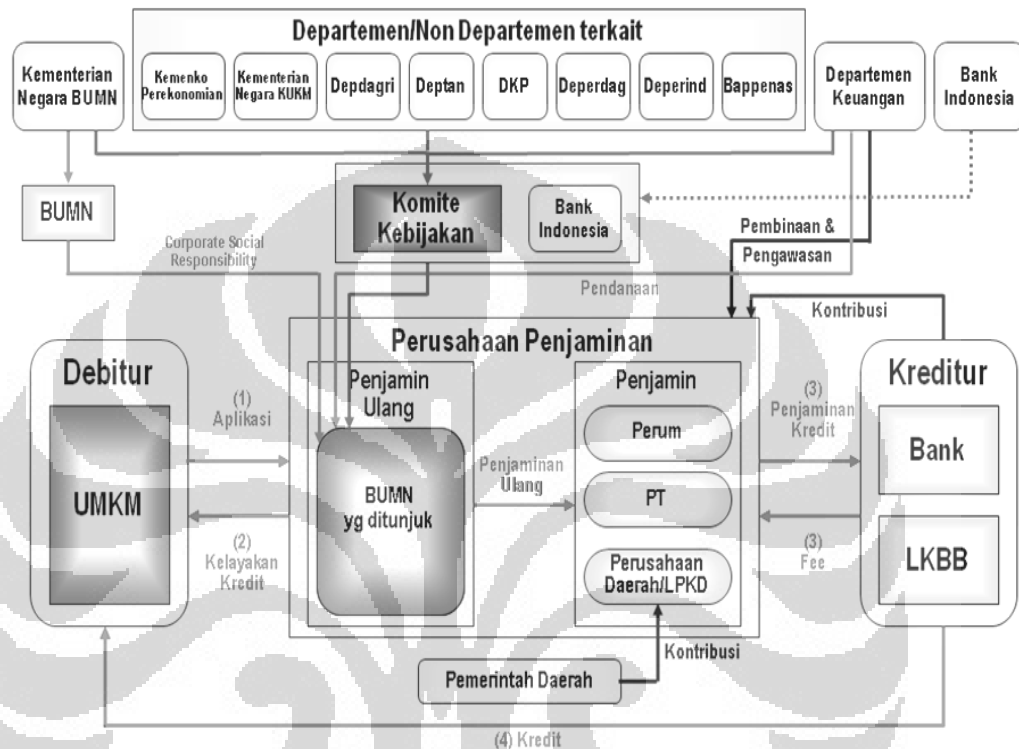 Departemen/Non Departemen terkait
Kementerian
Negara BUMN
Kemenko
Perekonomian
Kementerian
Negara KUKM
Depdagri
Deptan
DKP
Deperdag
Deperind
Bappenas
Departemen
Keuangan
Bank
Indonesia
BUMN
Komite
Kebijakan
Bank
Indonesia
Corporate Social
Responsibility
Pembinaan &
Pengawasan
Pendanaan
Kontribusi
Perusahaan Penjaminan
Debitur
UMKM
(1)
Aplikasi
(2)
Kelayakan
Kredit
Penjamin
Ulang
BUMN
yg ditunjuk
Penjaminan
Ulang
Penjamin
Perum
PT
Perusahaan
Daerah/LPKD
(3)
Penjaminan
Kredit
(3)
Fee
Kreditur
Bank
LKBB
Kontribusi
Pemerintah Daerah
(4) Kredit